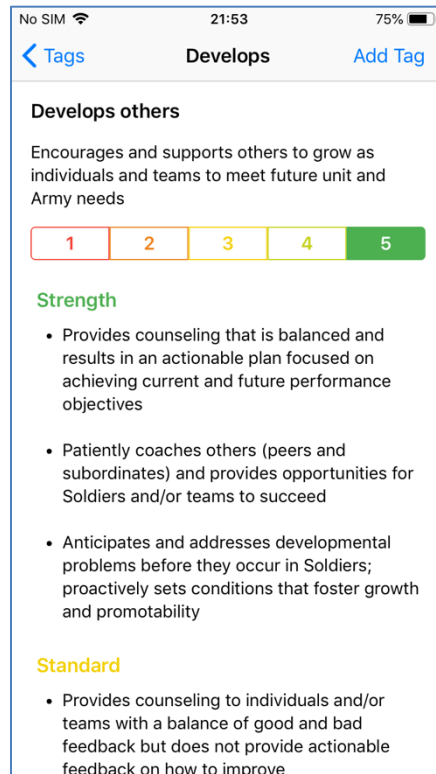 No SIM 21:53 75%
Tags Develops Add Tag
Develops others
Encourages and supports others to grow as
individuals and teams to meet future unit and
Army needs
1 2 3 4 5
Strength
• Provides counseling that is balanced and
results in an actionable plan focused on
achieving current and future performance
objectives
• Patiently coaches others (peers and
subordinates) and provides opportunities for
Soldiers and/or teams to succeed
• Anticipates and addresses developmental
problems before they occur in Soldiers;
proactively sets conditions that foster growth
and promotability
Standard
• Provides counseling to individuals and/or
teams with a balance of good and bad
feedback but does not provide actionable
feedback on how to improve